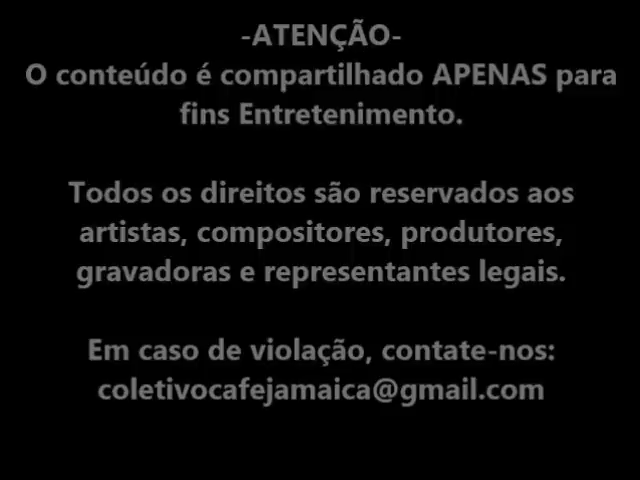 -ATENÇÃO-
O conteúdo é compartilhado APENAS para
fins Entretenimento.
Todos os direitos são reservados aos
artistas, compositores, produtores,
gravadoras e representantes legais.
Em caso de violação, contate-nos:
coletivocafejamaica@gmail.com